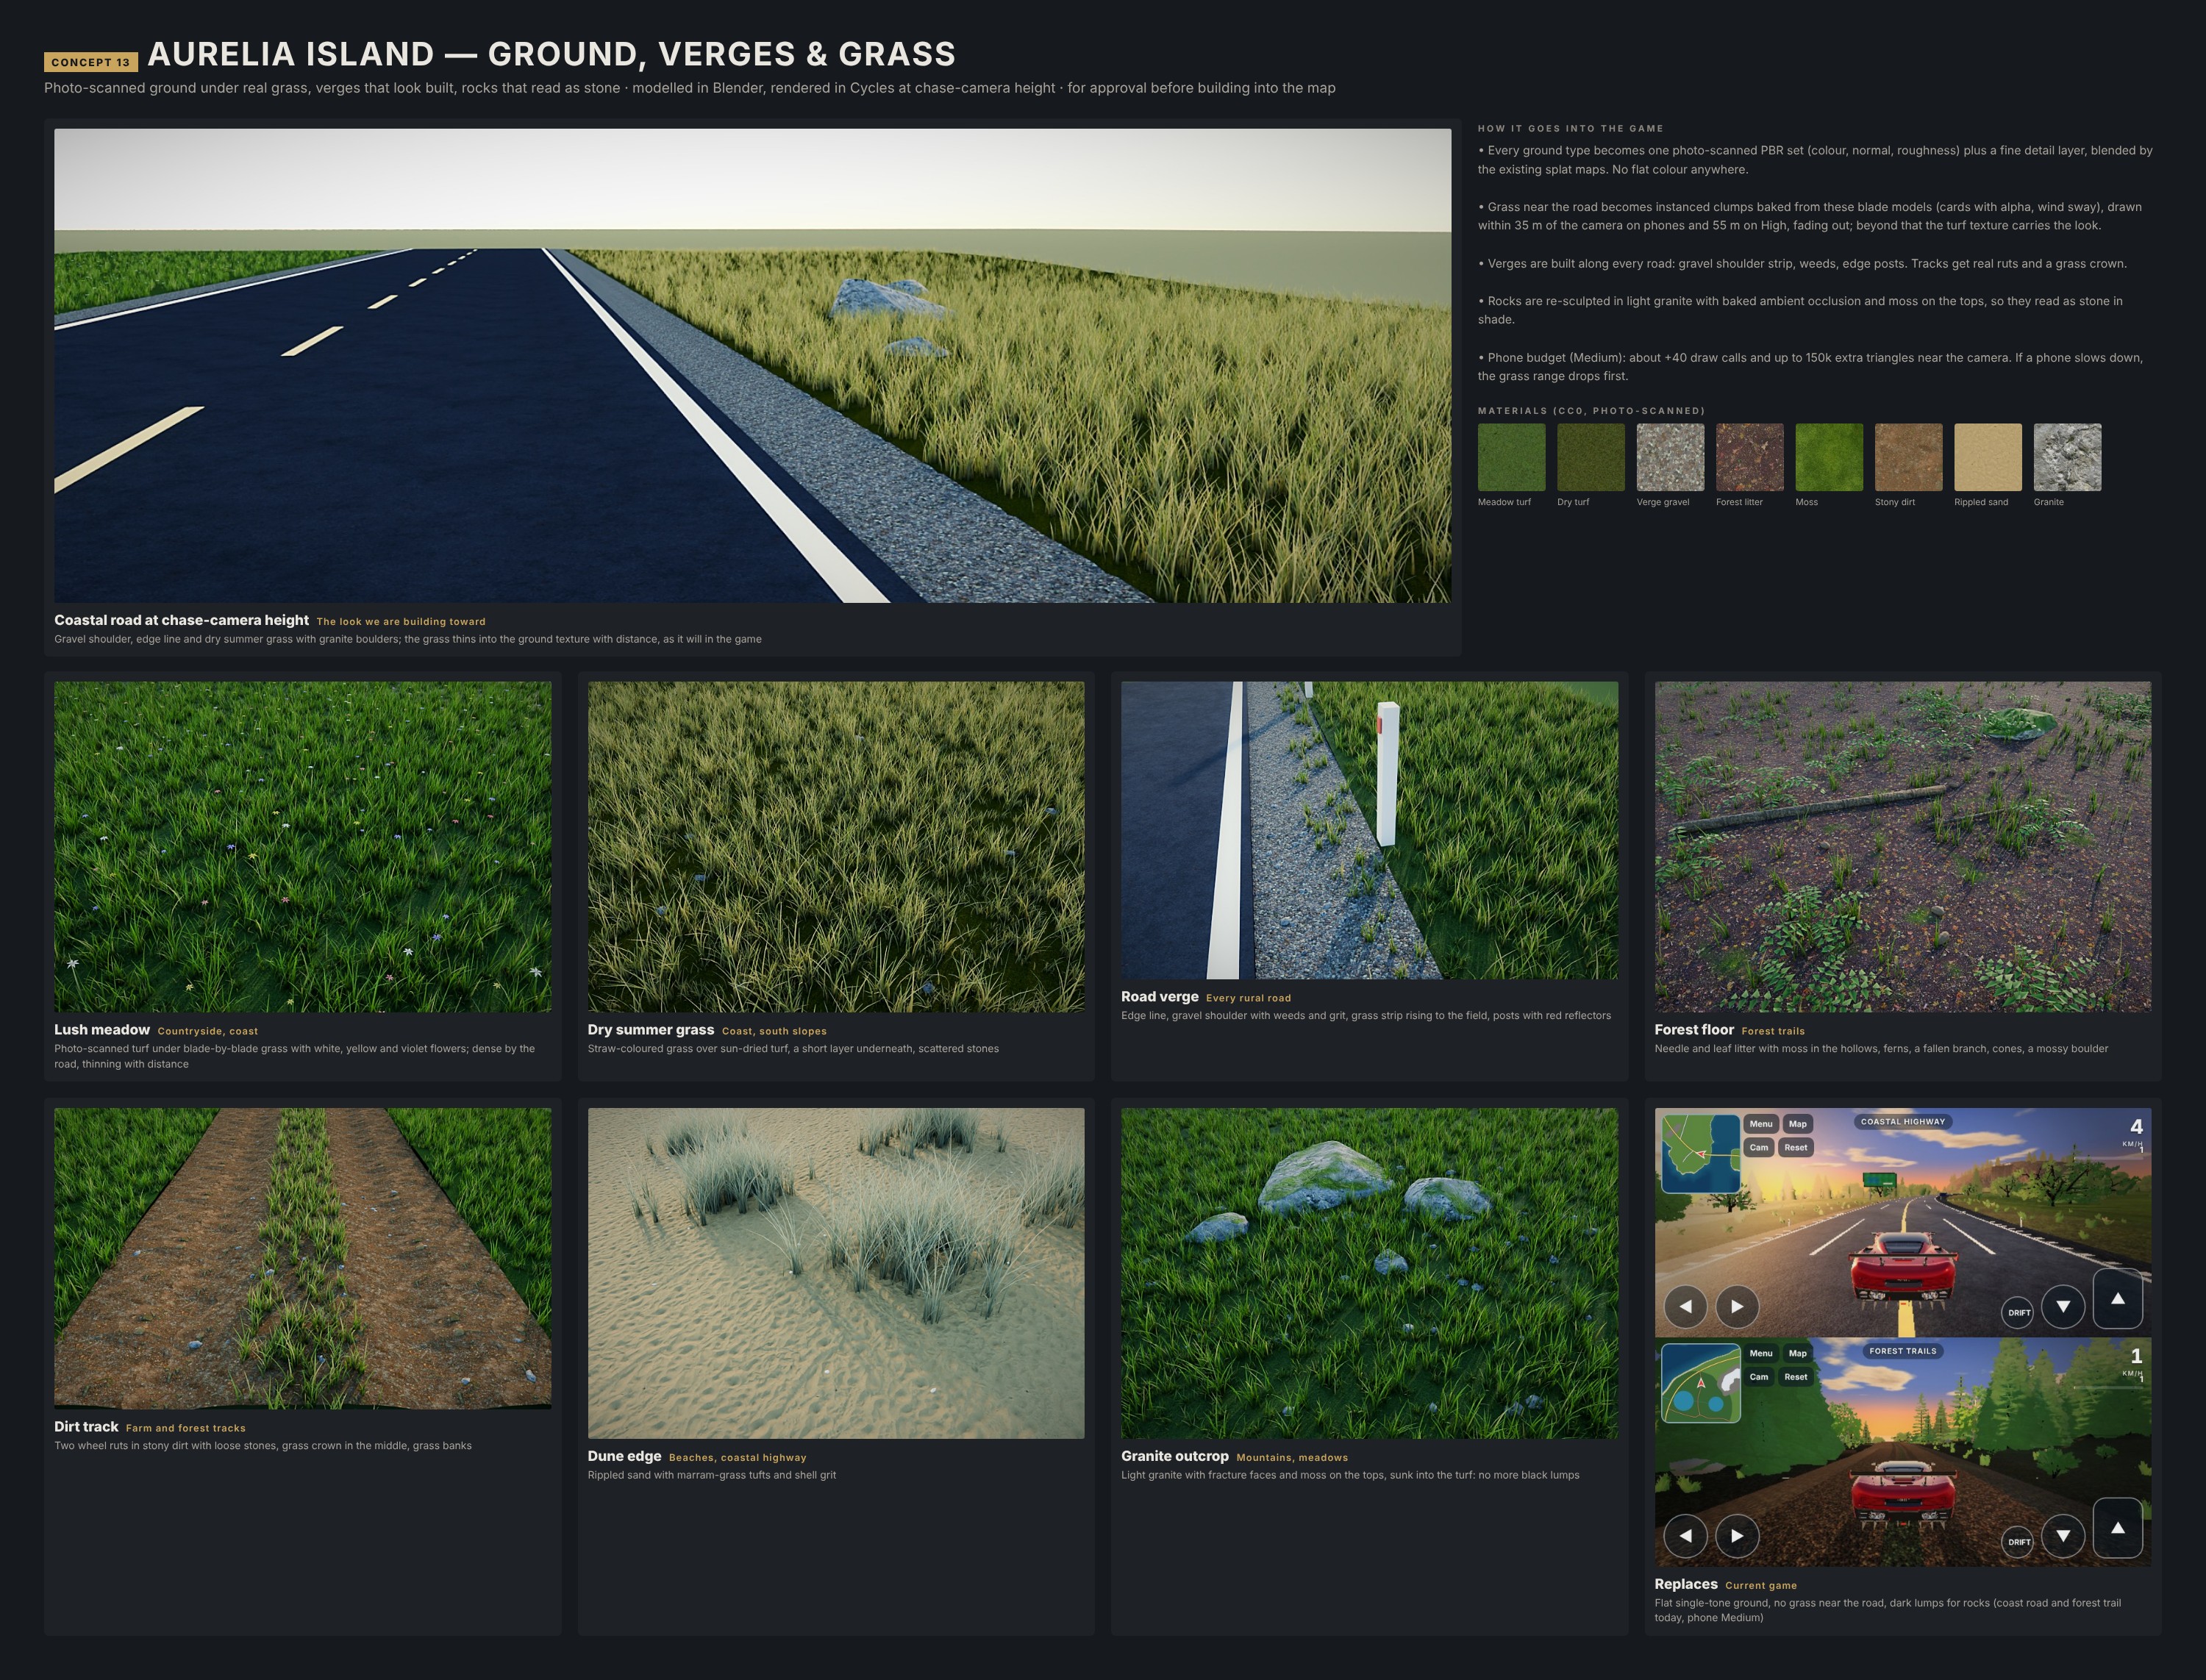 CONCEPT 13 AURELIA ISLAND — GROUND, VERGES & GRASS
Photo-scanned ground under real grass, verges that look built, rocks that read as stone · modelled in Blender, rendered in Cycles at chase-camera height · for approval before building into the map
HOW IT GOES INTO THE GAME
• Every ground type becomes one photo-scanned PBR set (colour, normal, roughness) plus a fine detail layer, blended by
the existing splat maps. No flat colour anywhere.
• Grass near the road becomes instanced clumps baked from these blade models (cards with alpha, wind sway), drawn
within 35 m of the camera on phones and 55 m on High, fading out; beyond that the turf texture carries the look.
• Verges are built along every road: gravel shoulder strip, weeds, edge posts. Tracks get real ruts and a grass crown.
• Rocks are re-sculpted in light granite with baked ambient occlusion and moss on the tops, so they read as stone in
shade.
• Phone budget (Medium): about +40 draw calls and up to 150k extra triangles near the camera. If a phone slows down,
the grass range drops first.
MATERIALS (CC0, PHOTO-SCANNED)
Meadow turf
Dry turf
Verge gravel
Forest litter
Moss
Stony dirt
Rippled sand
Granite
Coastal road at chase-camera height The look we are building toward
Gravel shoulder, edge line and dry summer grass with granite boulders; the grass thins into the ground texture with distance, as it will in the game
Lush meadow Countryside, coast
Photo-scanned turf under blade-by-blade grass with white, yellow and violet flowers; dense by the
road, thinning with distance
Dry summer grass Coast, south slopes
Straw-coloured grass over sun-dried turf, a short layer underneath, scattered stones
Road verge Every rural road
Edge line, gravel shoulder with weeds and grit, grass strip rising to the field, posts with red reflectors
Forest floor Forest trails
Needle and leaf litter with moss in the hollows, ferns, a fallen branch, cones, a mossy boulder
Dirt track Farm and forest tracks
Two wheel ruts in stony dirt with loose stones, grass crown in the middle, grass banks
Dune edge Beaches, coastal highway
Rippled sand with marram-grass tufts and shell grit
Granite outcrop Mountains, meadows
Light granite with fracture faces and moss on the tops, sunk into the turf: no more black lumps
Menu Map
Cam Reset
COASTAL HIGHWAY
4
KM/H
1
DRIFT
Menu Map
Cam Reset
FOREST TRAILS
1
KM/H
1
DRIFT
Replaces Current game
Flat single-tone ground, no grass near the road, dark lumps for rocks (coast road and forest trail
today, phone Medium)